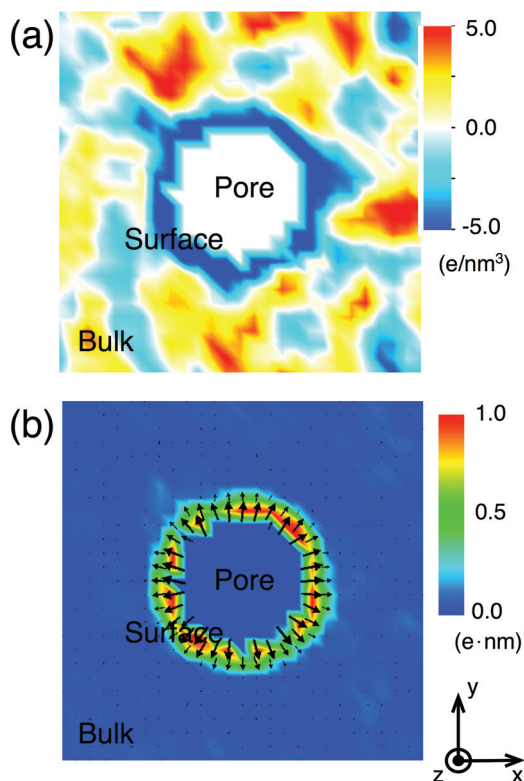 (a)
Pore
Surface
Bulk
5.0
0.0
-5.0
(e/nm³)
(b)
Pore
Surface
Bulk
1.0
0.5
0.0
(e·nm)
y
z
x